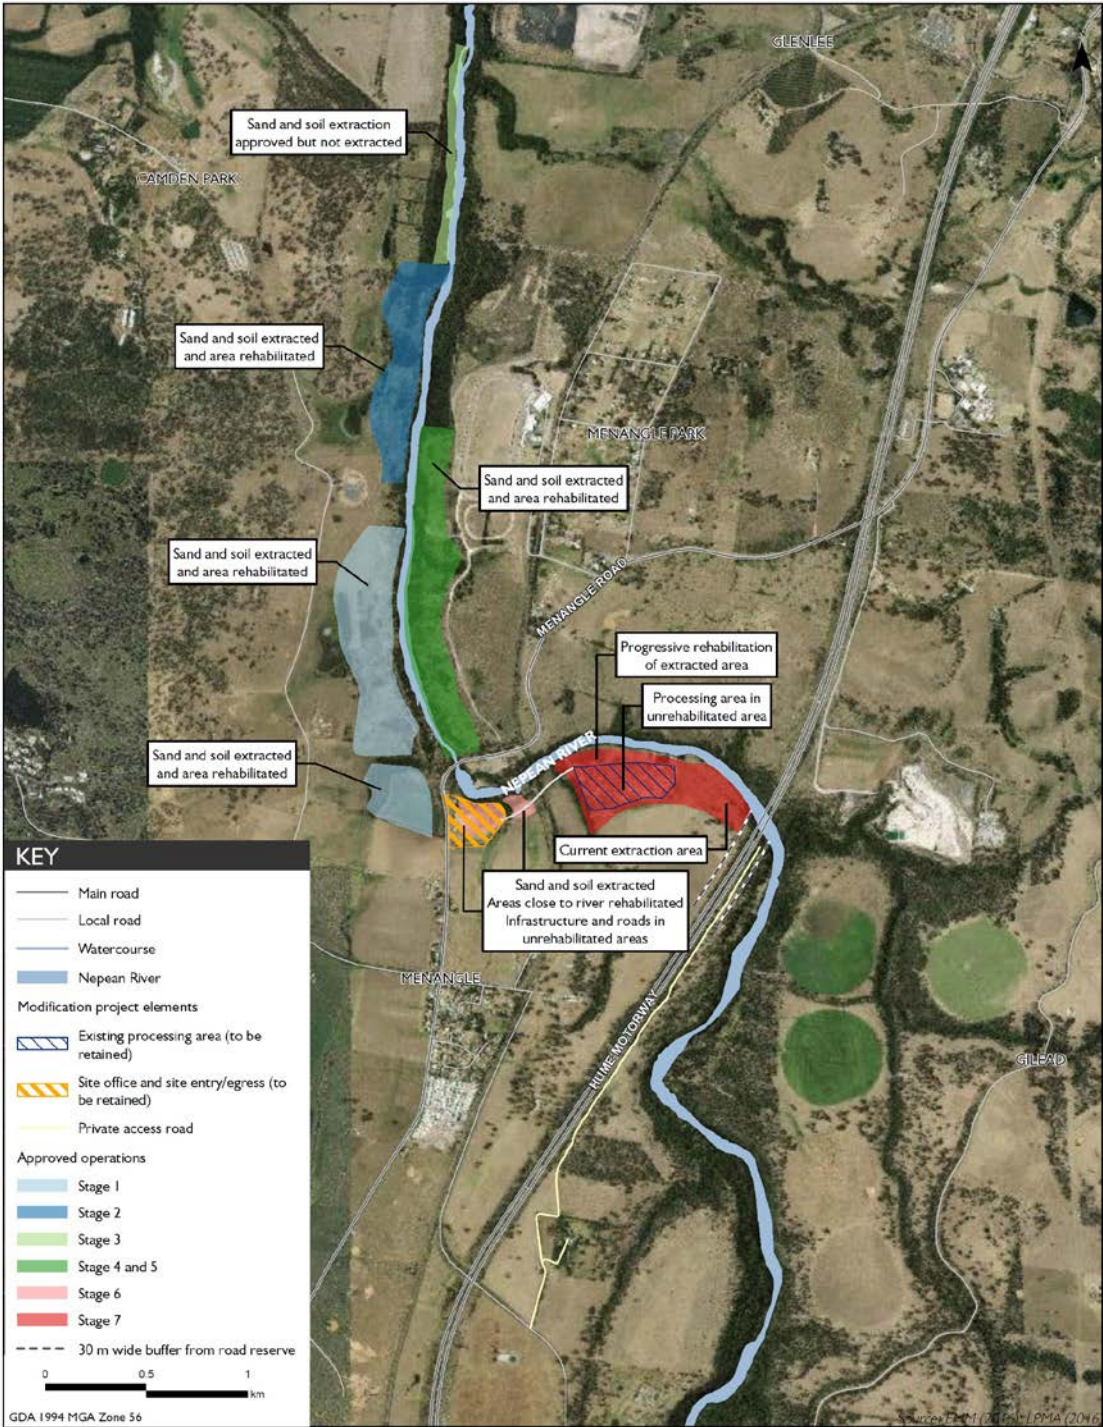 GLENLEE
Sand and soil extraction
approved but not extracted
CAMDEN PARK
Sand and soil extracted
and area rehabilitated
MENANGLE PARK
Sand and soil extracted
and area rehabilitated
Sand and soil extracted
and area rehabilitated
MENANGLE ROAD
Progressive rehabilitation
of extracted area
Processing area in
unrehabilitated area
Sand and soil extracted
and area rehabilitated
NEPEAN RIVER
Current extraction area
Sand and soil extracted
Areas close to river rehabilitated
Infrastructure and roads in
unrehabilitated areas
MENANGLE
HUME MOTORWAY
GILEAD
KEY
Main road
Local road
Watercourse
Nepean River
Modification project elements
Existing processing area (to be
retained)
Site office and site entry/egress (to
be retained)
Private access road
Approved operations
Stage 1
Stage 2
Stage 3
Stage 4 and 5
Stage 6
Stage 7
30 m wide buffer from road reserve
0 0.5 1
km
GDA 1994 MGA Zone 56
Source: LPMA